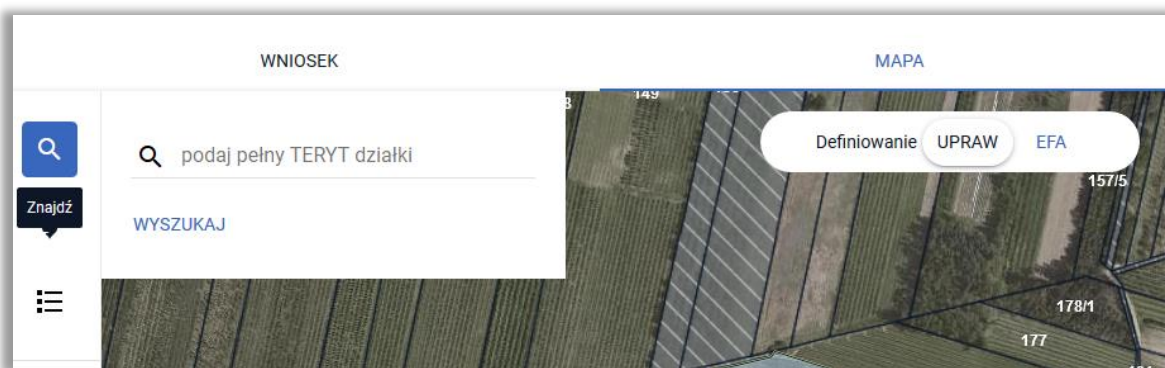 WNIOSEK
MAPA
149
Definiowanie UPRAW EFA
podaj pełny TERYT działki
157/5
Znajdź
WYSZUKAJ
178/1
177